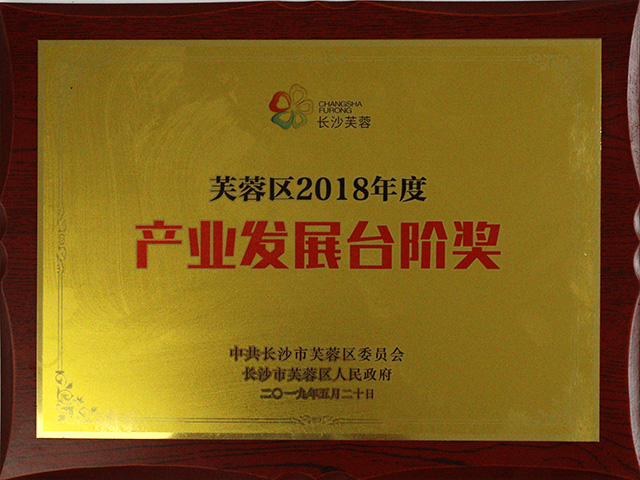 CHANGSHA
FURONG
长沙芙蓉
芙蓉区2018年度
产业发展台阶奖
中共长沙市芙蓉区委员会
长沙市芙蓉区人民政府
二〇一九年五月二十日